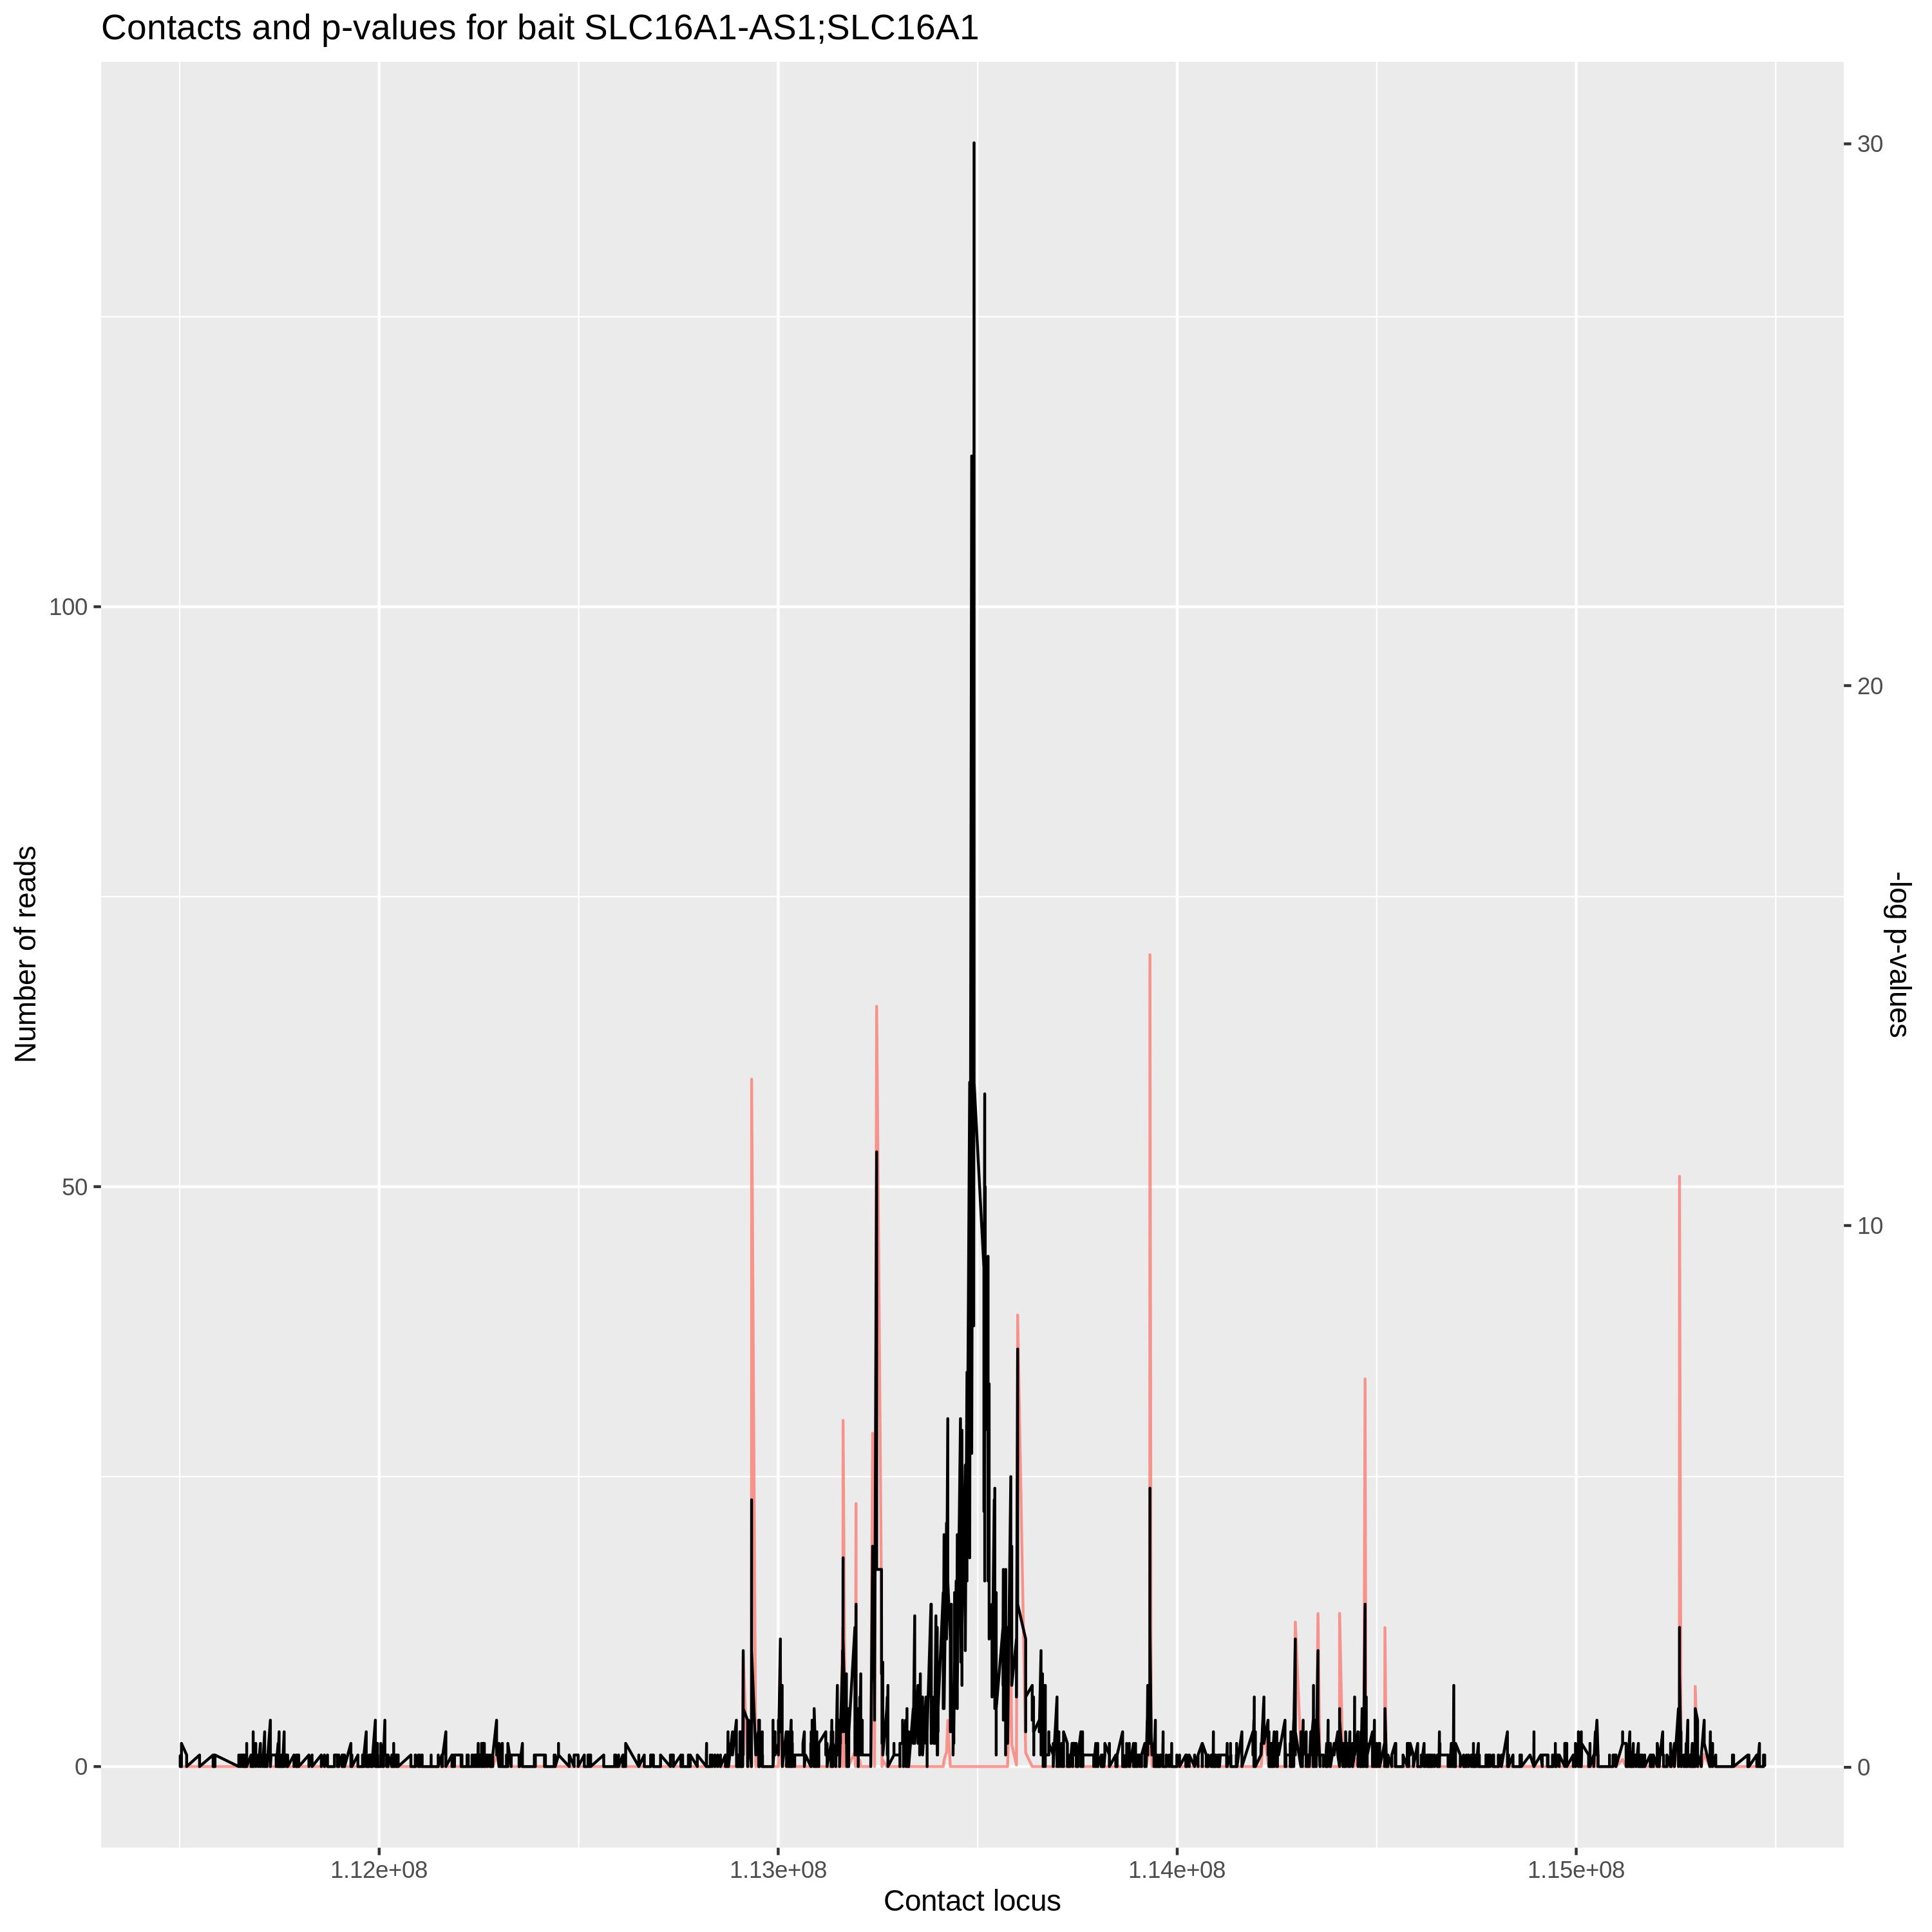 Contacts and p-values for bait SLC16A1-AS1;SLC16A1
Number of reads
100
50
0
30
20
10
0
-log p-values
1.12e+08
1.13e+08
1.14e+08
1.15e+08
Contact locus